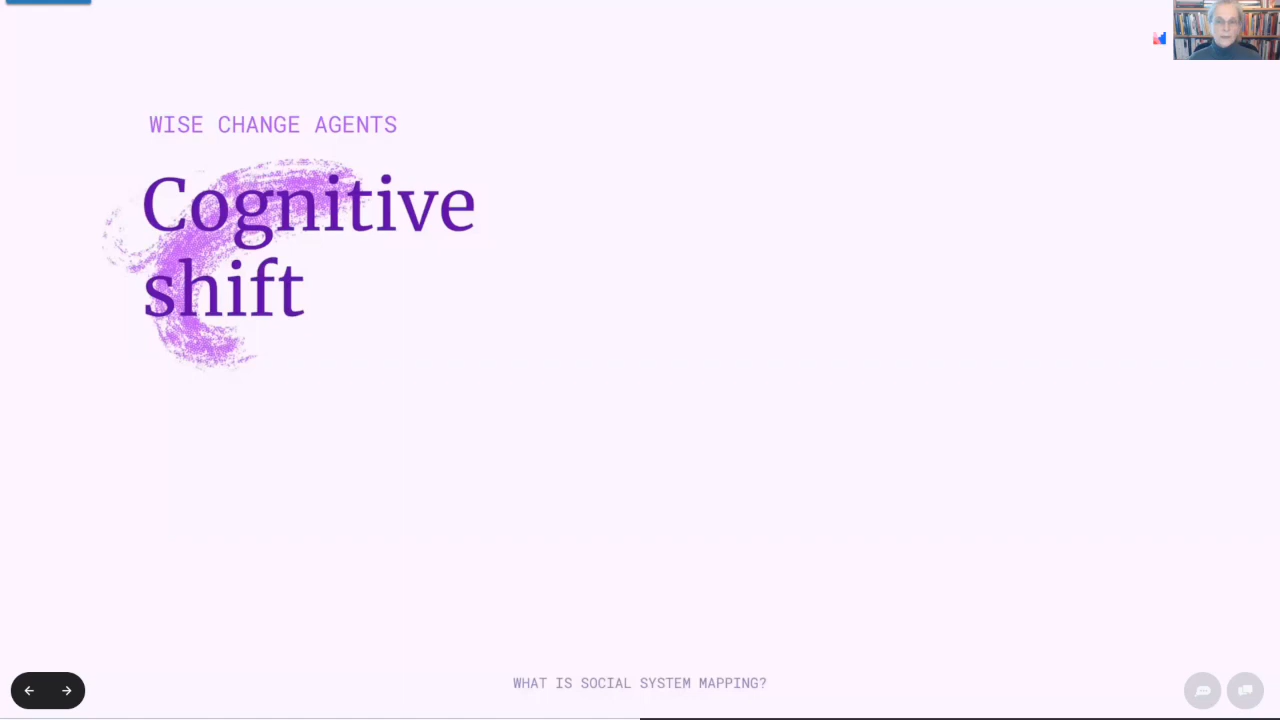 WISE CHANGE AGENTS
Cognitive
shift
WHAT IS SOCIAL SYSTEM MAPPING?